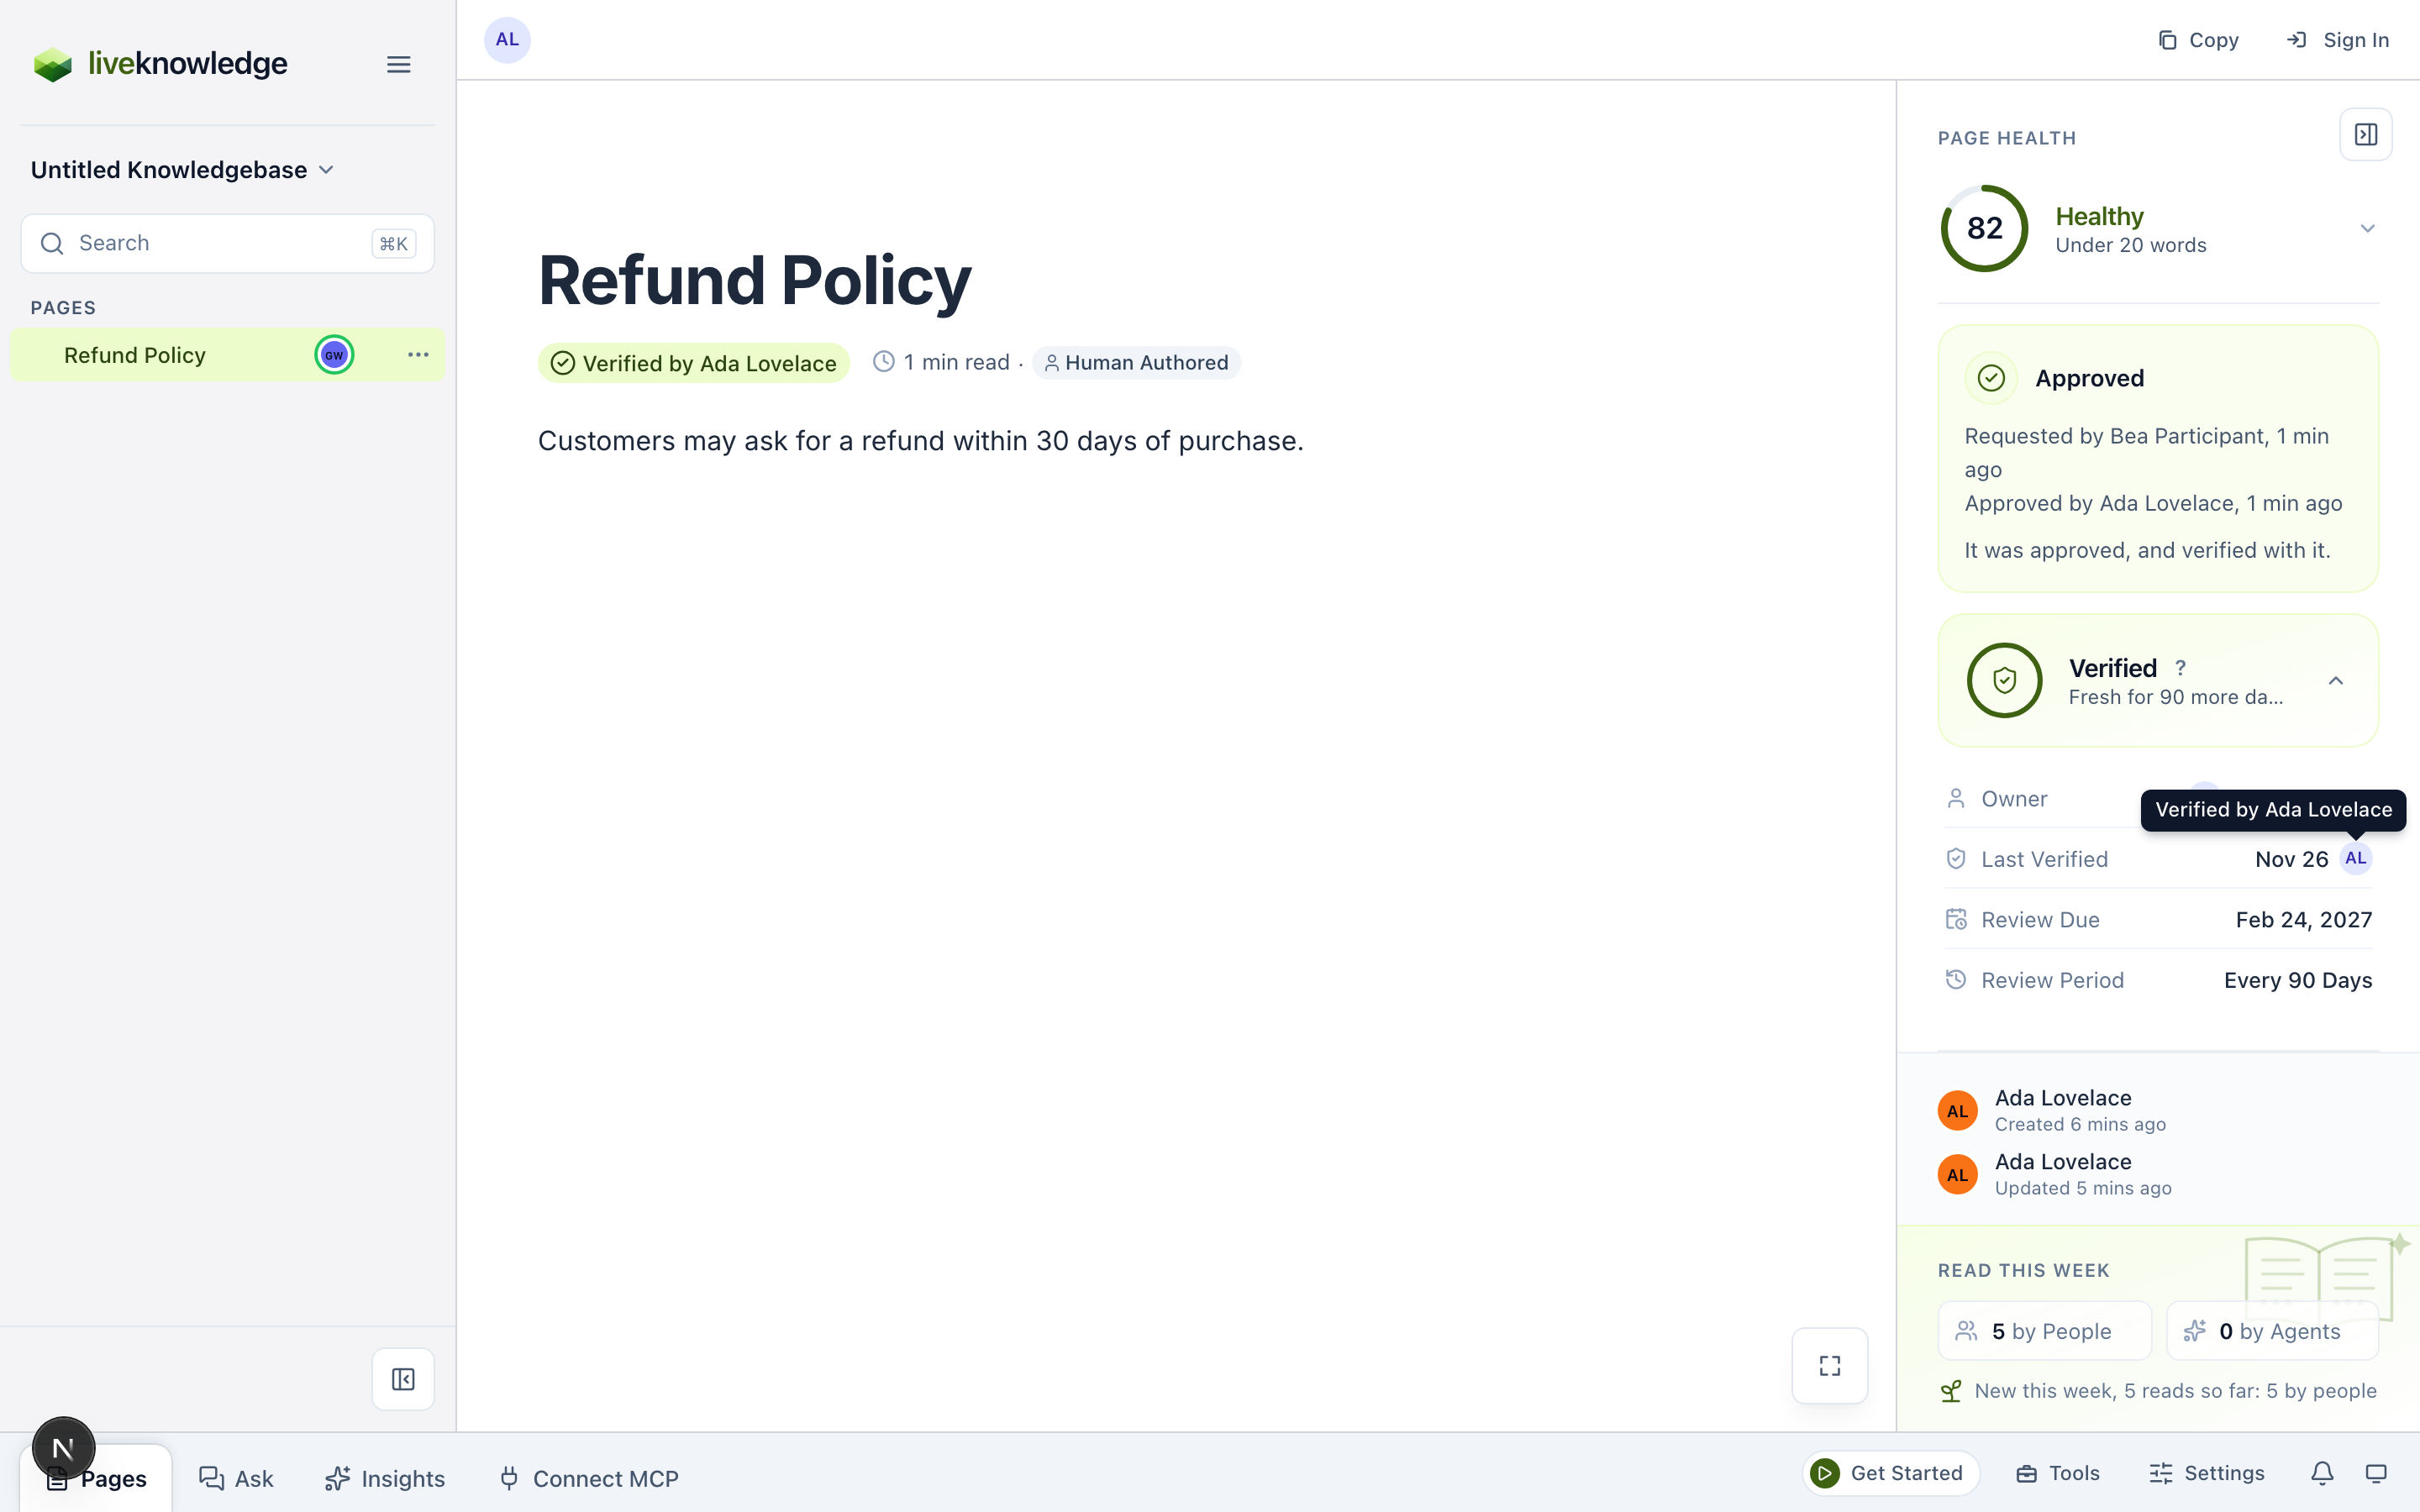 liveknowledge
AL
Copy
Sign In
Untitled Knowledgebase
Search
⌘K
PAGES
Refund Policy
GW
Refund Policy
Verified by Ada Lovelace
1 min read ·
Human Authored
Customers may ask for a refund within 30 days of purchase.
PAGE HEALTH
82
Healthy
Under 20 words
Approved
Requested by Bea Participant, 1 min
ago
Approved by Ada Lovelace, 1 min ago
It was approved, and verified with it.
Verified ?
Fresh for 90 more da...
Owner
Verified by Ada Lovelace
Last Verified
Nov 26
AL
Review Due
Feb 24, 2027
Review Period
Every 90 Days
AL
Ada Lovelace
Created 6 mins ago
AL
Ada Lovelace
Updated 5 mins ago
READ THIS WEEK
5 by People
0 by Agents
New this week, 5 reads so far: 5 by people
N
Pages
Ask
Insights
Connect MCP
Get Started
Tools
Settings